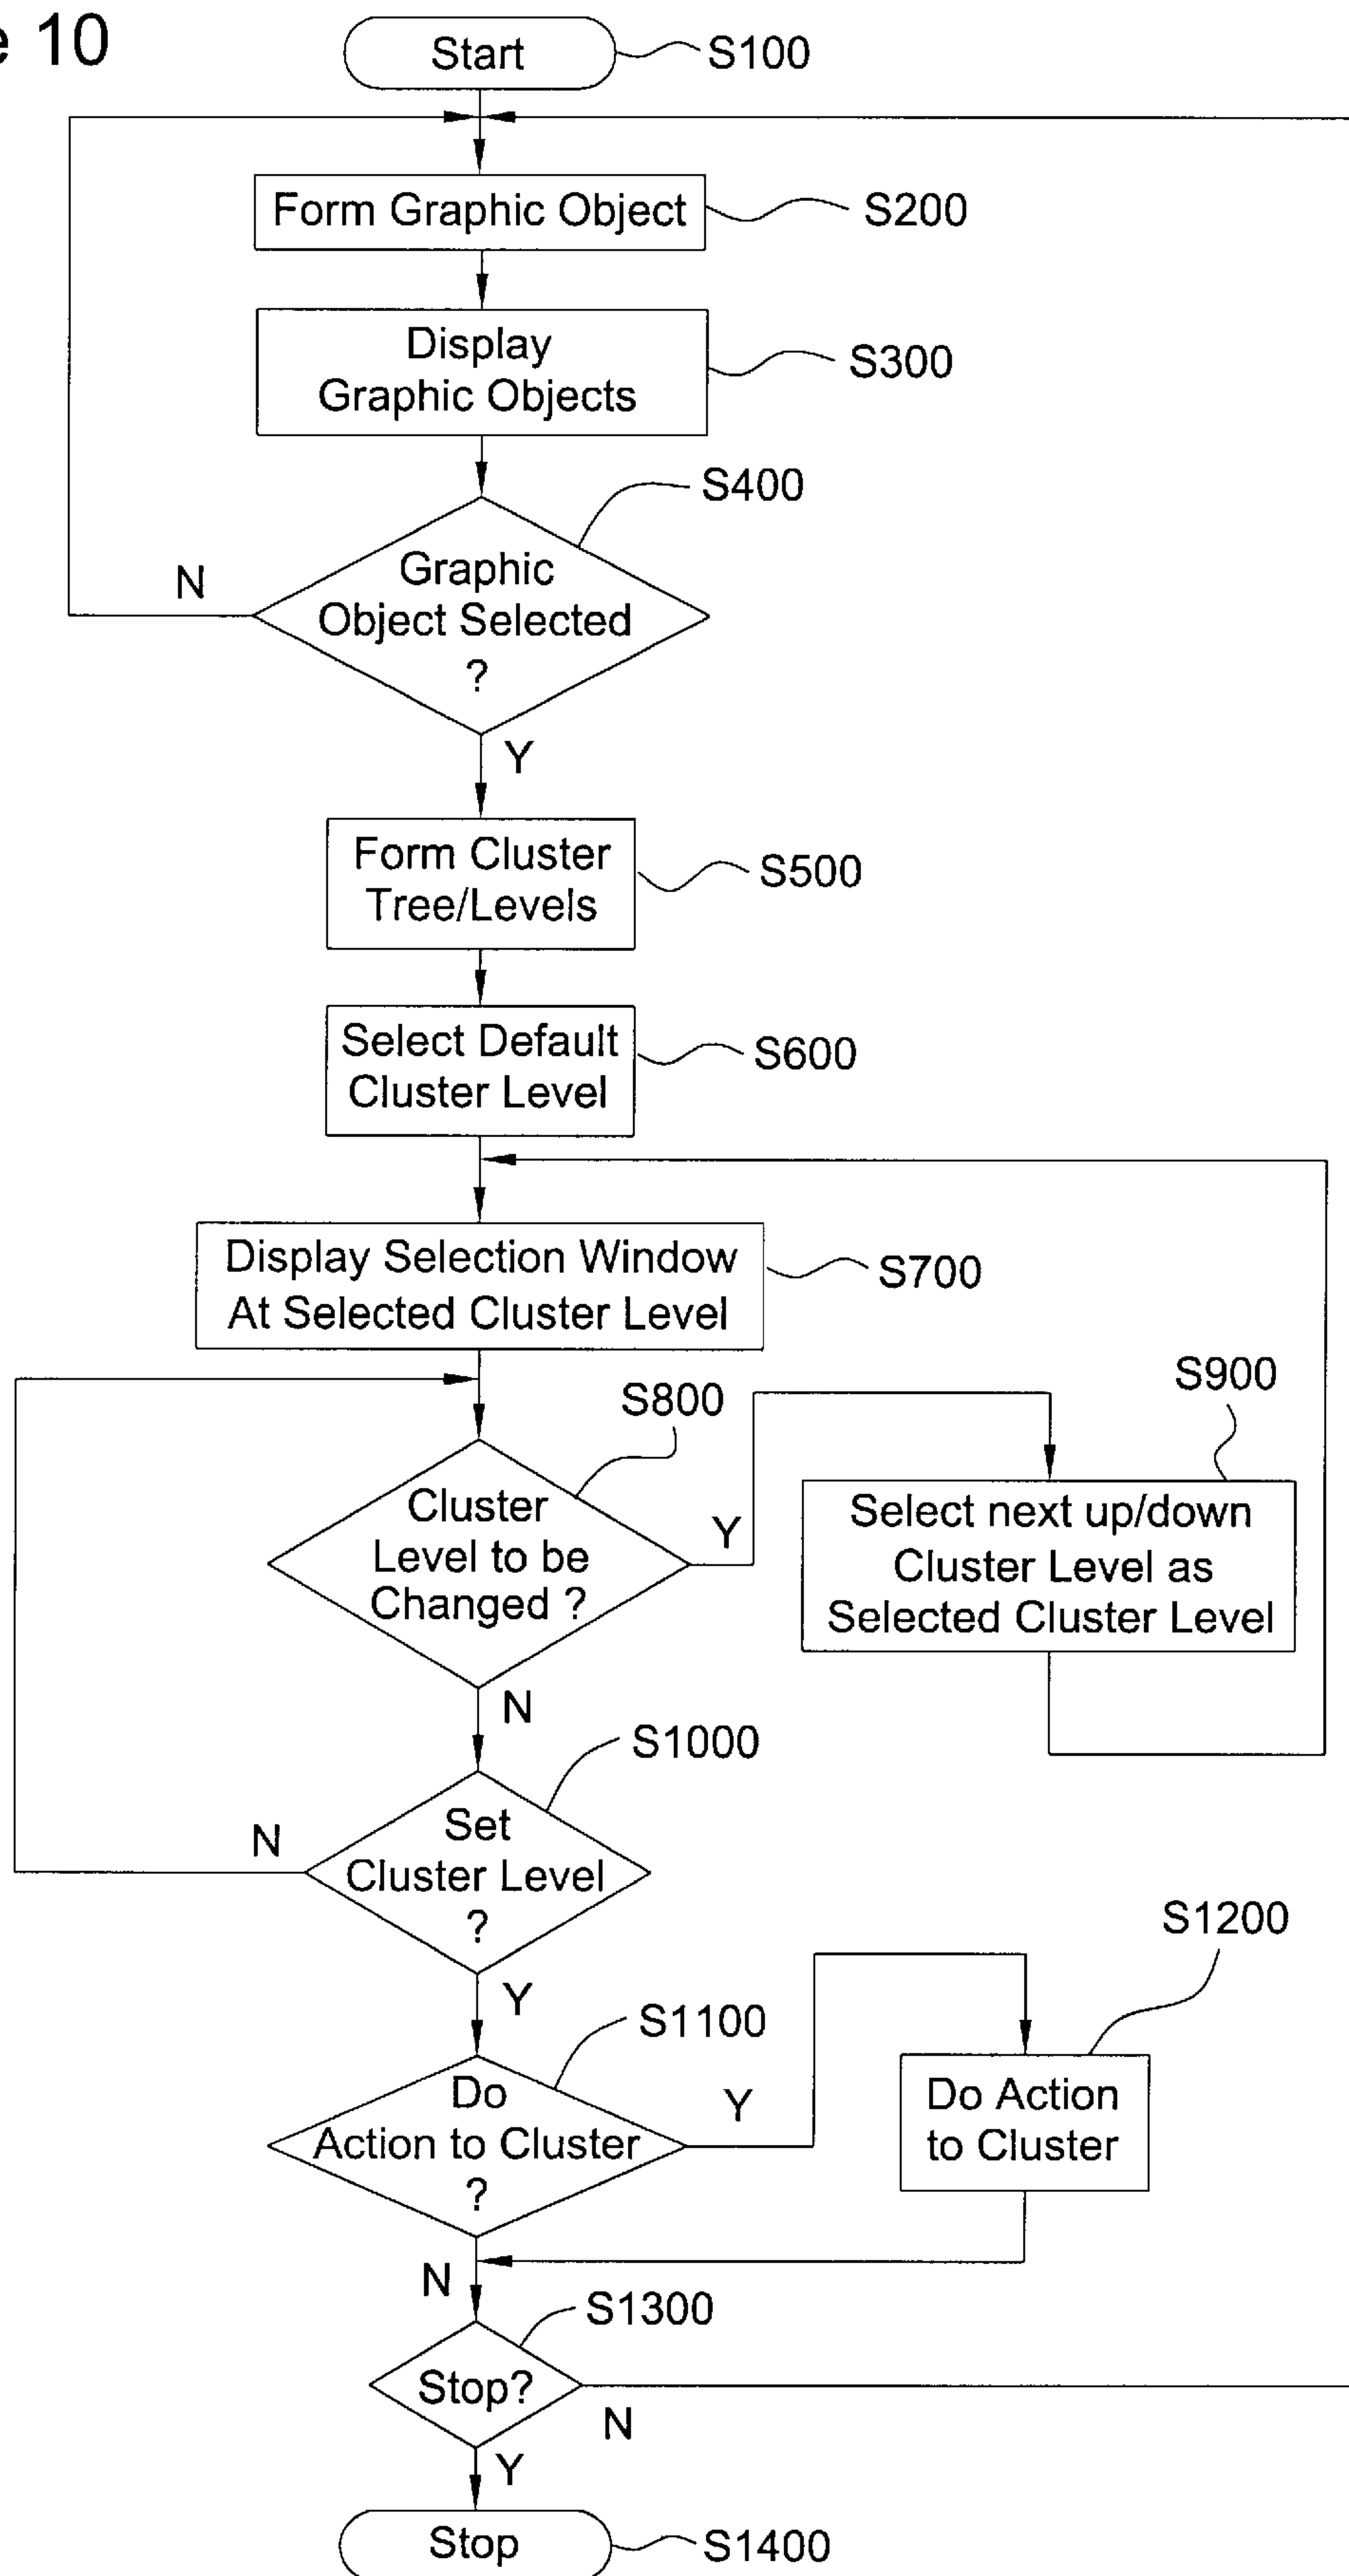 e 10
Start
S100
Form Graphic Object
S200
Display
Graphic Objects
S300
S400
Graphic
Object Selected
?
N
Y
Form Cluster
Tree/Levels
S500
Select Default
Cluster Level
S600
Display Selection Window
At Selected Cluster Level
S700
S800
Cluster
Level to be
Changed ?
Y
S900
Select next up/down
Cluster Level as
Selected Cluster Level
N
S1000
Set
Cluster Level
?
N
Y
S1100
Do
Action to Cluster
?
Y
S1200
Do Action
to Cluster
N
S1300
Stop?
N
Y
Stop
S1400